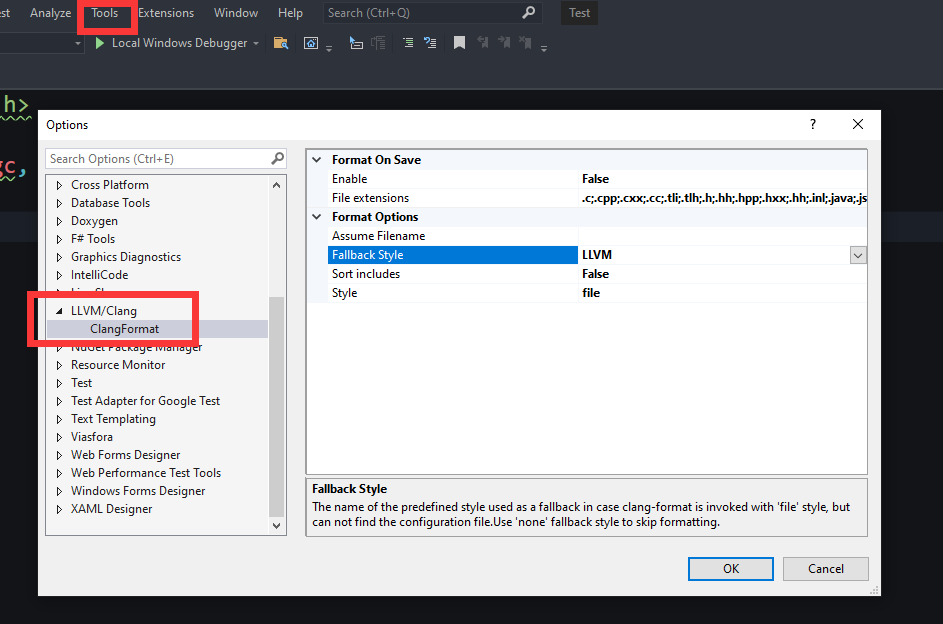 st Analyze Tools Extensions Window Help Search (Ctrl+Q) Test
Local Windows Debugger
h>
gc,
Options
?
Search Options (Ctrl+E)
Cross Platform
Database Tools
Doxygen
F# Tools
Graphics Diagnostics
IntelliCode
LLVM/Clang
ClangFormat
NuGet Package Manager
Resource Monitor
Test
Test Adapter for Google Test
Text Templating
Viasfora
Web Forms Designer
Web Performance Test Tools
Windows Forms Designer
XAML Designer
Format On Save
Enable False
File extensions .c;.cpp;.cxx;.cc;.tli;.tlh;.h;.hh;.hpp;.hxx;.hh;.inl;.java;.js
Format Options
Assume Filename
Fallback Style LLVM
Sort includes False
Style file
Fallback Style
The name of the predefined style used as a fallback in case clang-format is invoked with 'file' style, but
can not find the configuration file.Use 'none' fallback style to skip formatting.
OK Cancel